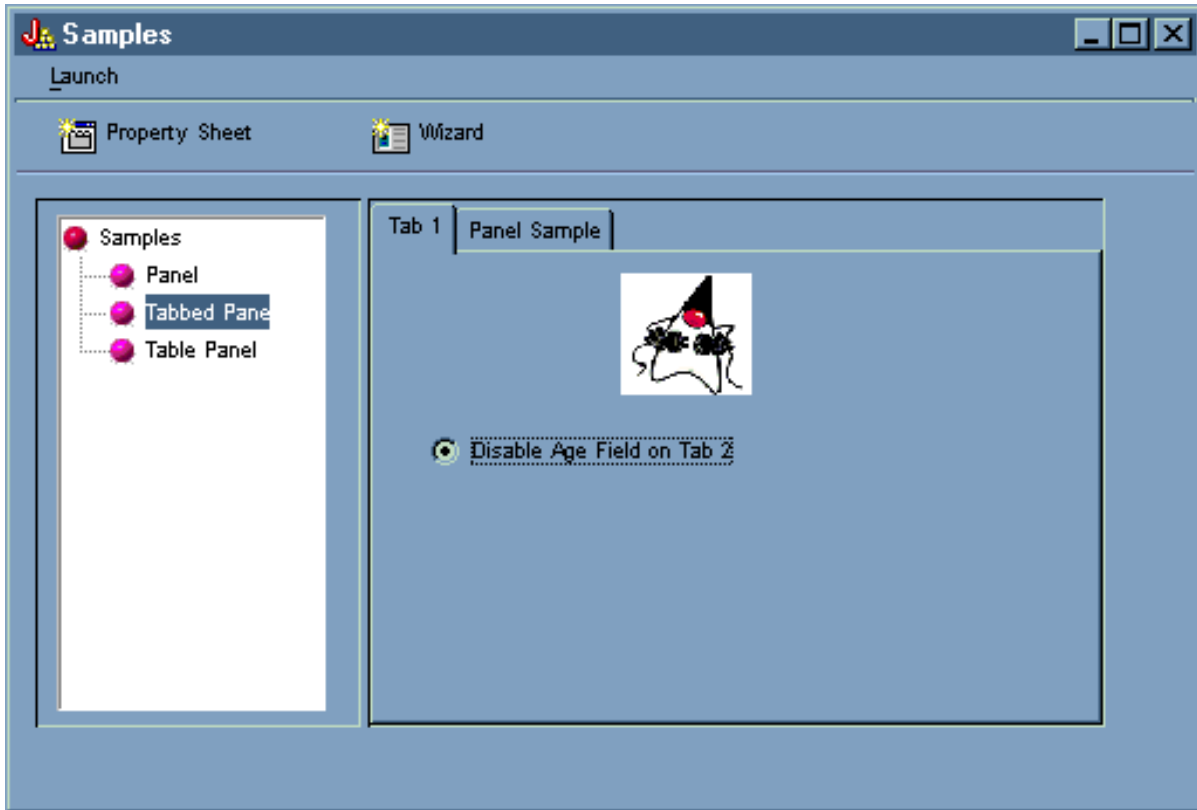 Samples
Launch
Property Sheet
Wizard
Samples
Panel
Tabbed Pane
Table Panel
Tab 1
Panel Sample
Disable Age Field on Tab 2